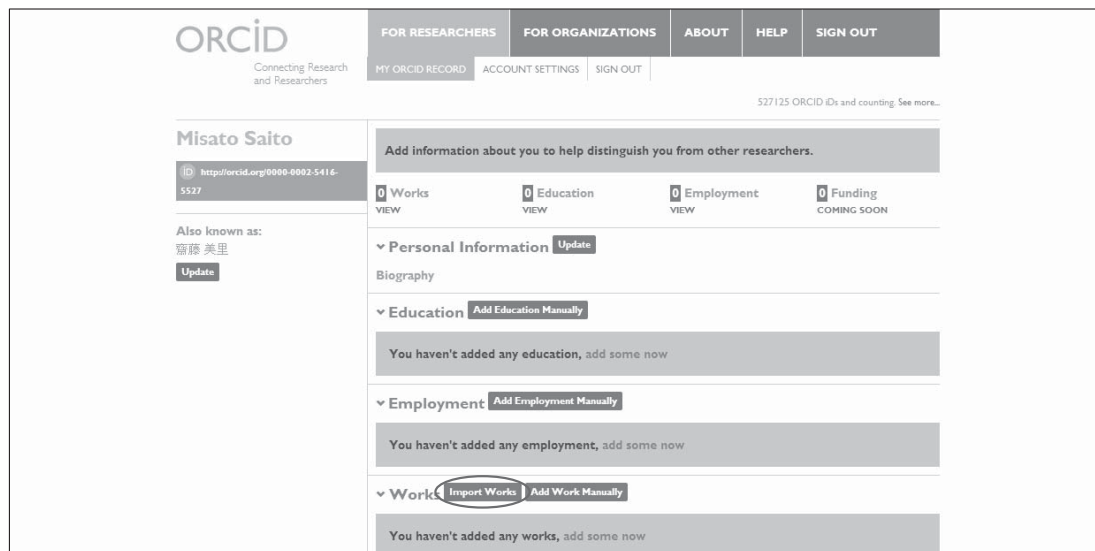 ORCID
Connecting Research
and Researchers
FOR RESEARCHERS FOR ORGANIZATIONS ABOUT HELP SIGN OUT
MY ORCID RECORD ACCOUNT SETTINGS SIGN OUT
527125 ORCID iDs and counting. See more...
Misato Saito
iD http://orcid.org/0000-0002-5416-
5527
Also known as:
齋藤 美里
Update
Add information about you to help distinguish you from other researchers.
0 Works 0 Education 0 Employment 0 Funding
VIEW VIEW VIEW COMING SOON
Personal Information Update
Biography
Education Add Education Manually
You haven't added any education, add some now
Employment Add Employment Manually
You haven't added any employment, add some now
Works Import Works Add Work Manually
You haven't added any works, add some now